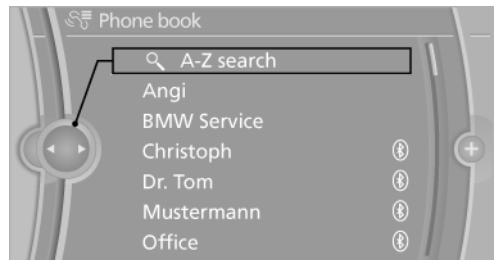 Phone book
A-Z search
Angi
BMW Service
Christoph
Dr. Tom
Mustermann
Office